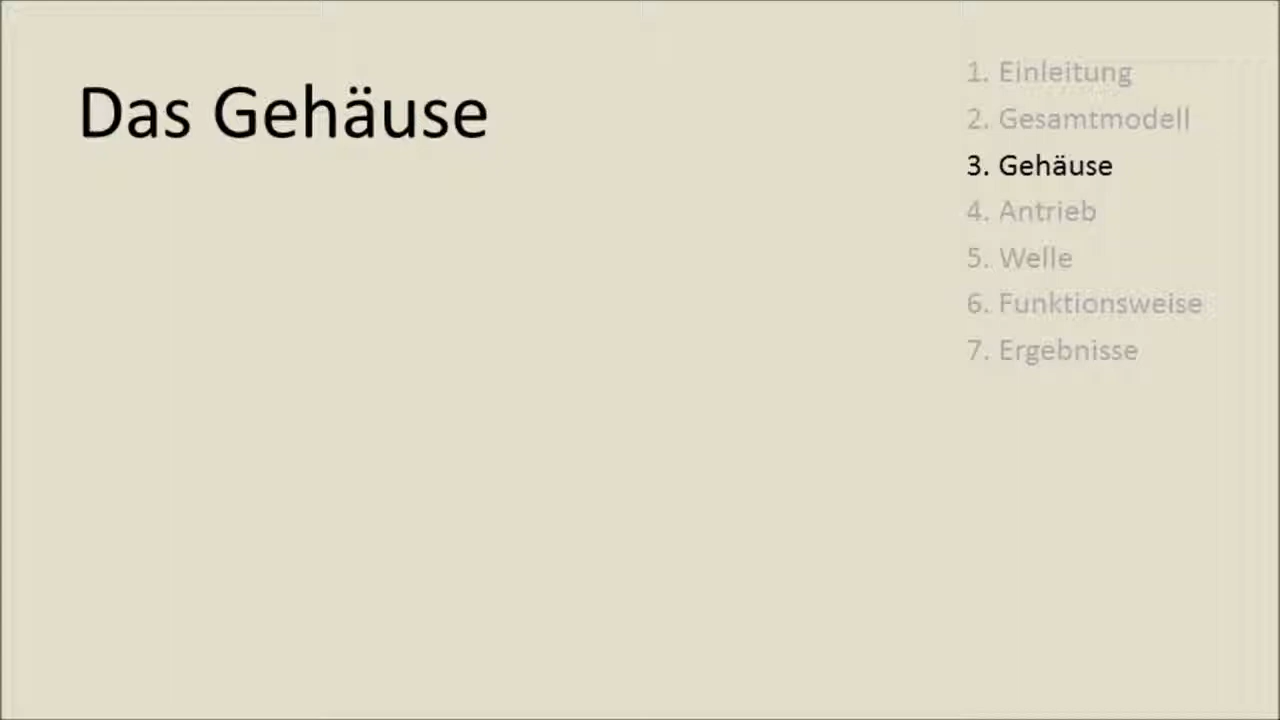 Das Gehäuse
1. Einleitung
2. Gesamtmodell
3. Gehäuse
4. Antrieb
5. Welle
6. Funktionsweise
7. Ergebnisse